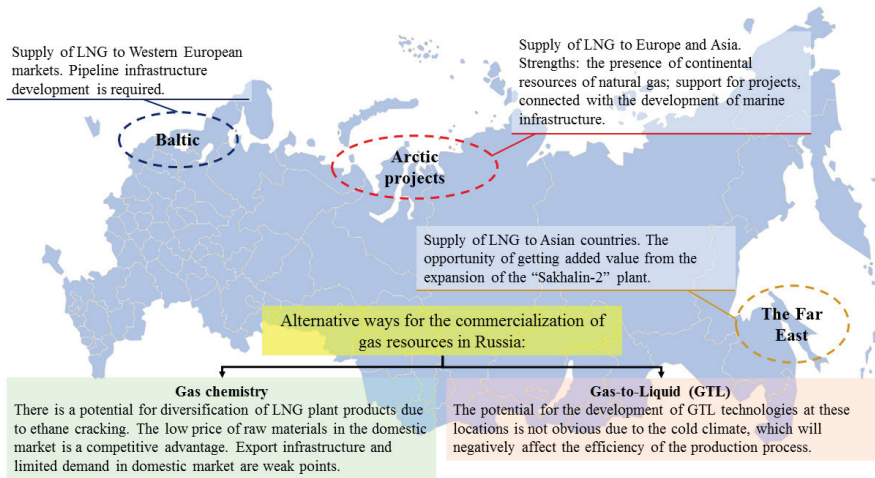 Supply of LNG to Western European
markets. Pipeline infrastructure
development is required.
Baltic
Supply of LNG to Europe and Asia.
Strengths: the presence of continental
resources of natural gas; support for projects,
connected with the development of marine
infrastructure.
Arctic
projects
Supply of LNG to Asian countries. The
opportunity of getting added value from the
expansion of the “Sakhalin-2” plant.
The Far
East
Alternative ways for the commercialization of
gas resources in Russia:
Gas chemistry
There is a potential for diversification of LNG plant products due
to ethane cracking. The low price of raw materials in the domestic
market is a competitive advantage. Export infrastructure and
limited demand in domestic market are weak points.
Gas-to-Liquid (GTL)
The potential for the development of GTL technologies at these
locations is not obvious due to the cold climate, which will
negatively affect the efficiency of the production process.